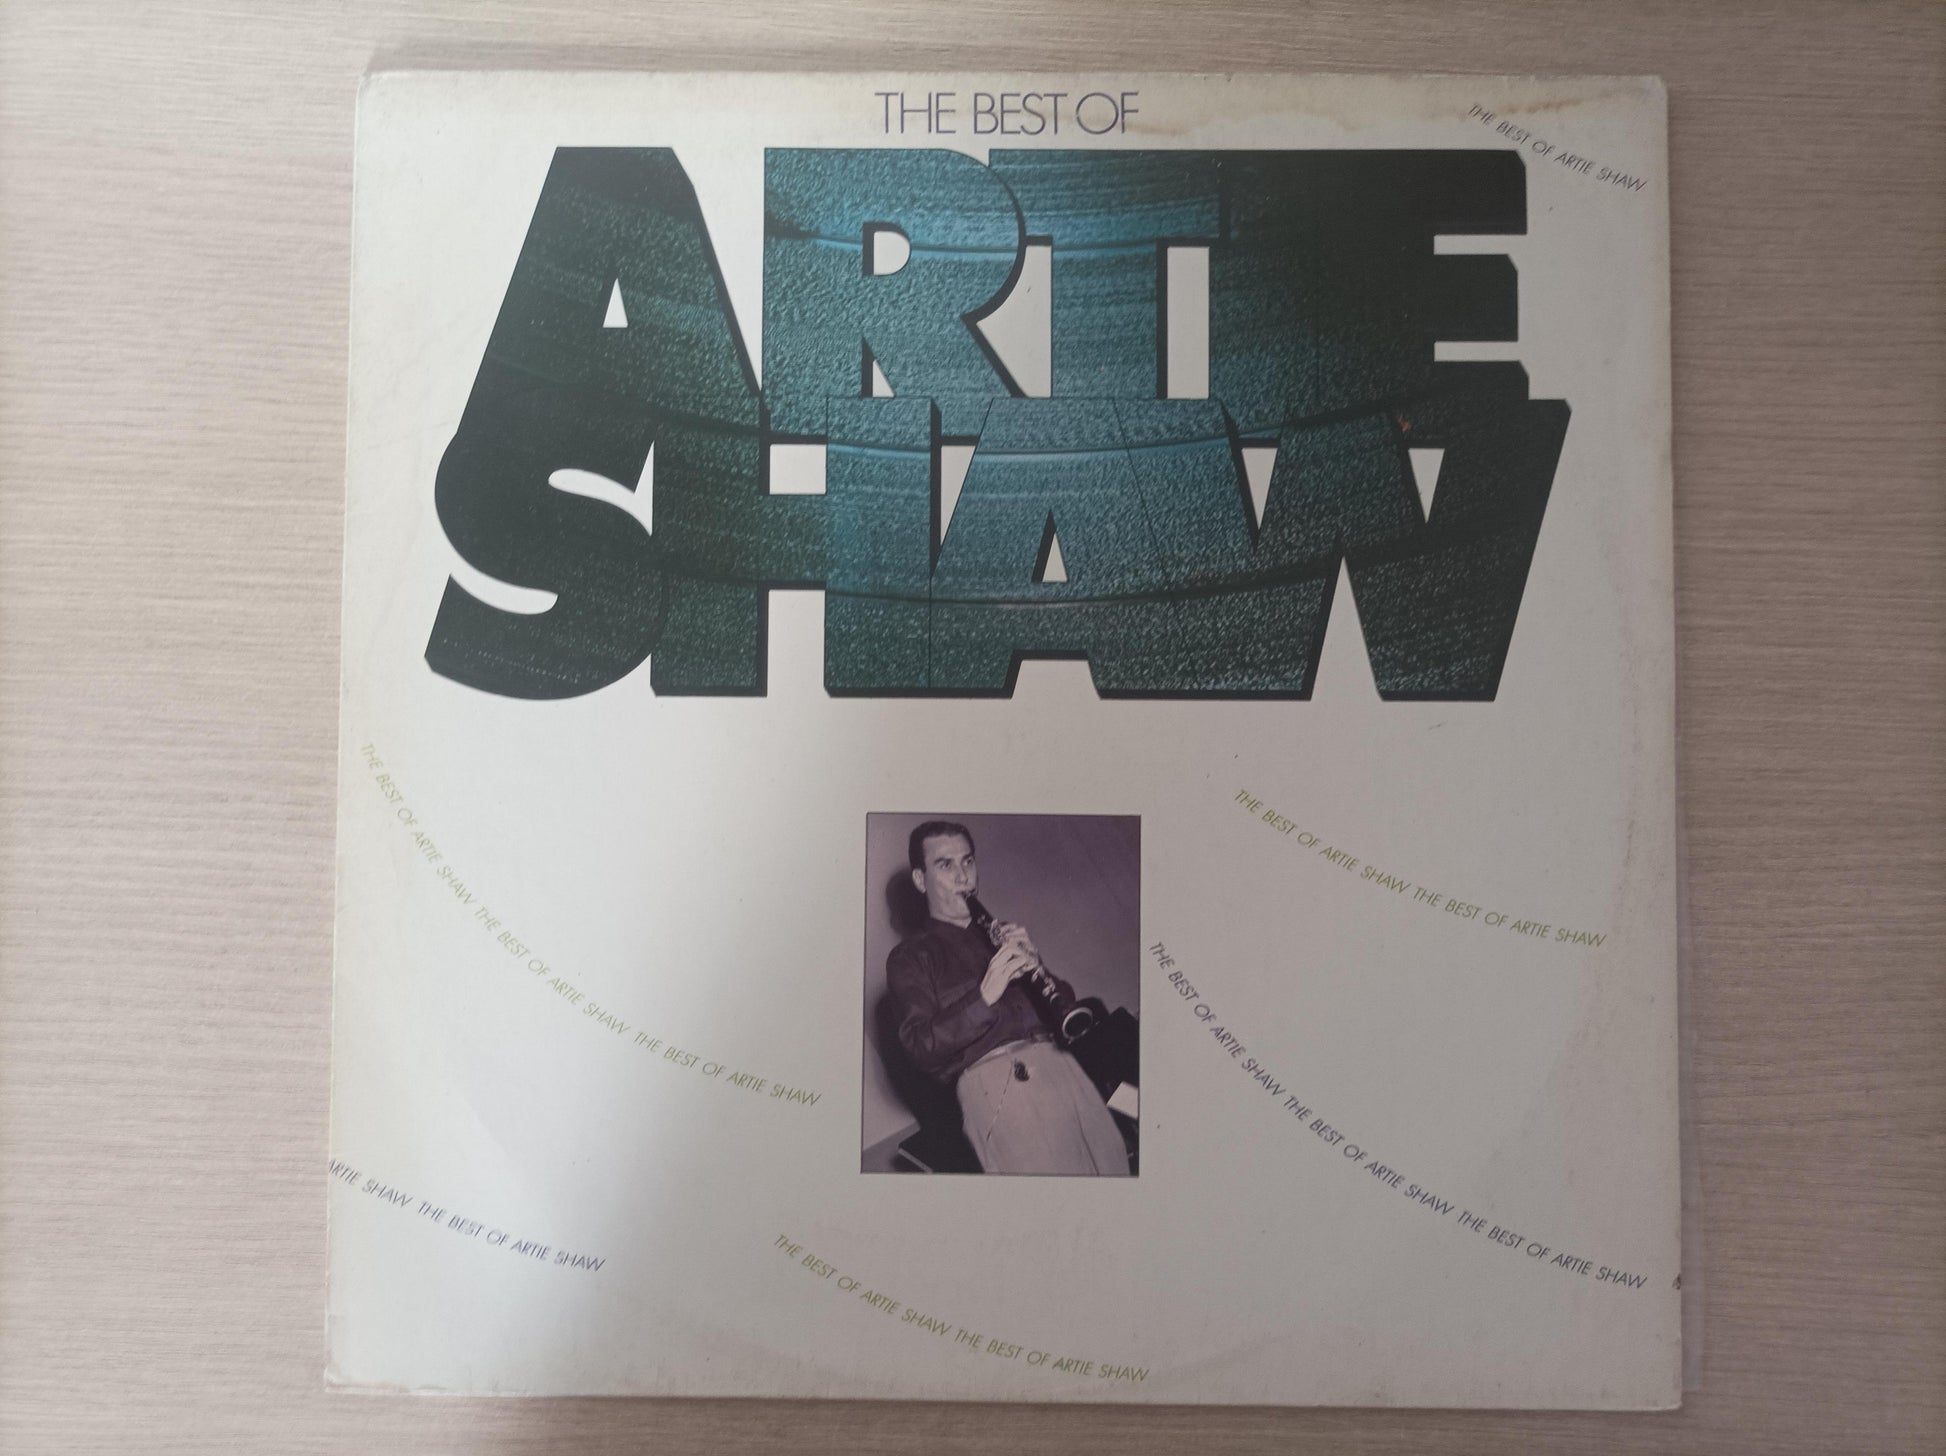 THE BEST OF
THE BEST OF ARTIE SHAW
ARTIE
SHAW
THE BEST OF ARTIE SHAW THE BEST OF ARTIE SHAW THE BEST OF ARTIE SHAW
THE BEST OF ARTIE SHAW THE BEST OF ARTIE SHAW
THE BEST OF ARTIE SHAW THE BEST OF ARTIE SHAW THE BEST OF ARTIE SHAW
ARTIE SHAW THE BEST OF ARTIE SHAW
THE BEST OF ARTIE SHAW THE BEST OF ARTIE SHAW